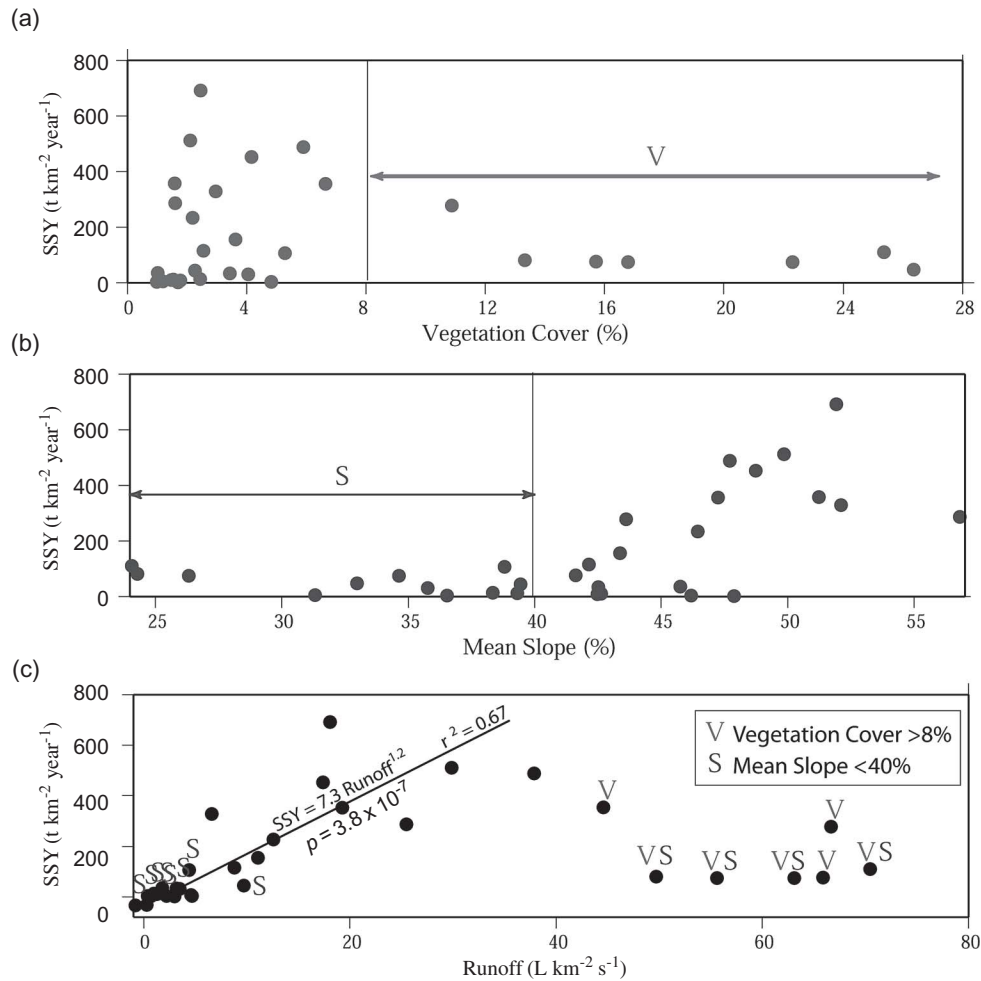 (a)
SSY (t km⁻² year⁻¹)
800
600
400
200
0
V
0 4 8 12 16 20 24 28
Vegetation Cover (%)
(b)
SSY (t km⁻² year⁻¹)
800
600
400
200
0
S
25 30 35 40 45 50 55
Mean Slope (%)
(c)
SSY (t km⁻² year⁻¹)
800
600
400
200
0
SSY = 7.3 Runoff¹·²
r² = 0.67
p = 3.8 x 10⁻⁷
V Vegetation Cover >8%
S Mean Slope <40%
S S S S S S S
V VS VS VS V V VS
0 20 40 60 80
Runoff (L km⁻² s⁻¹)